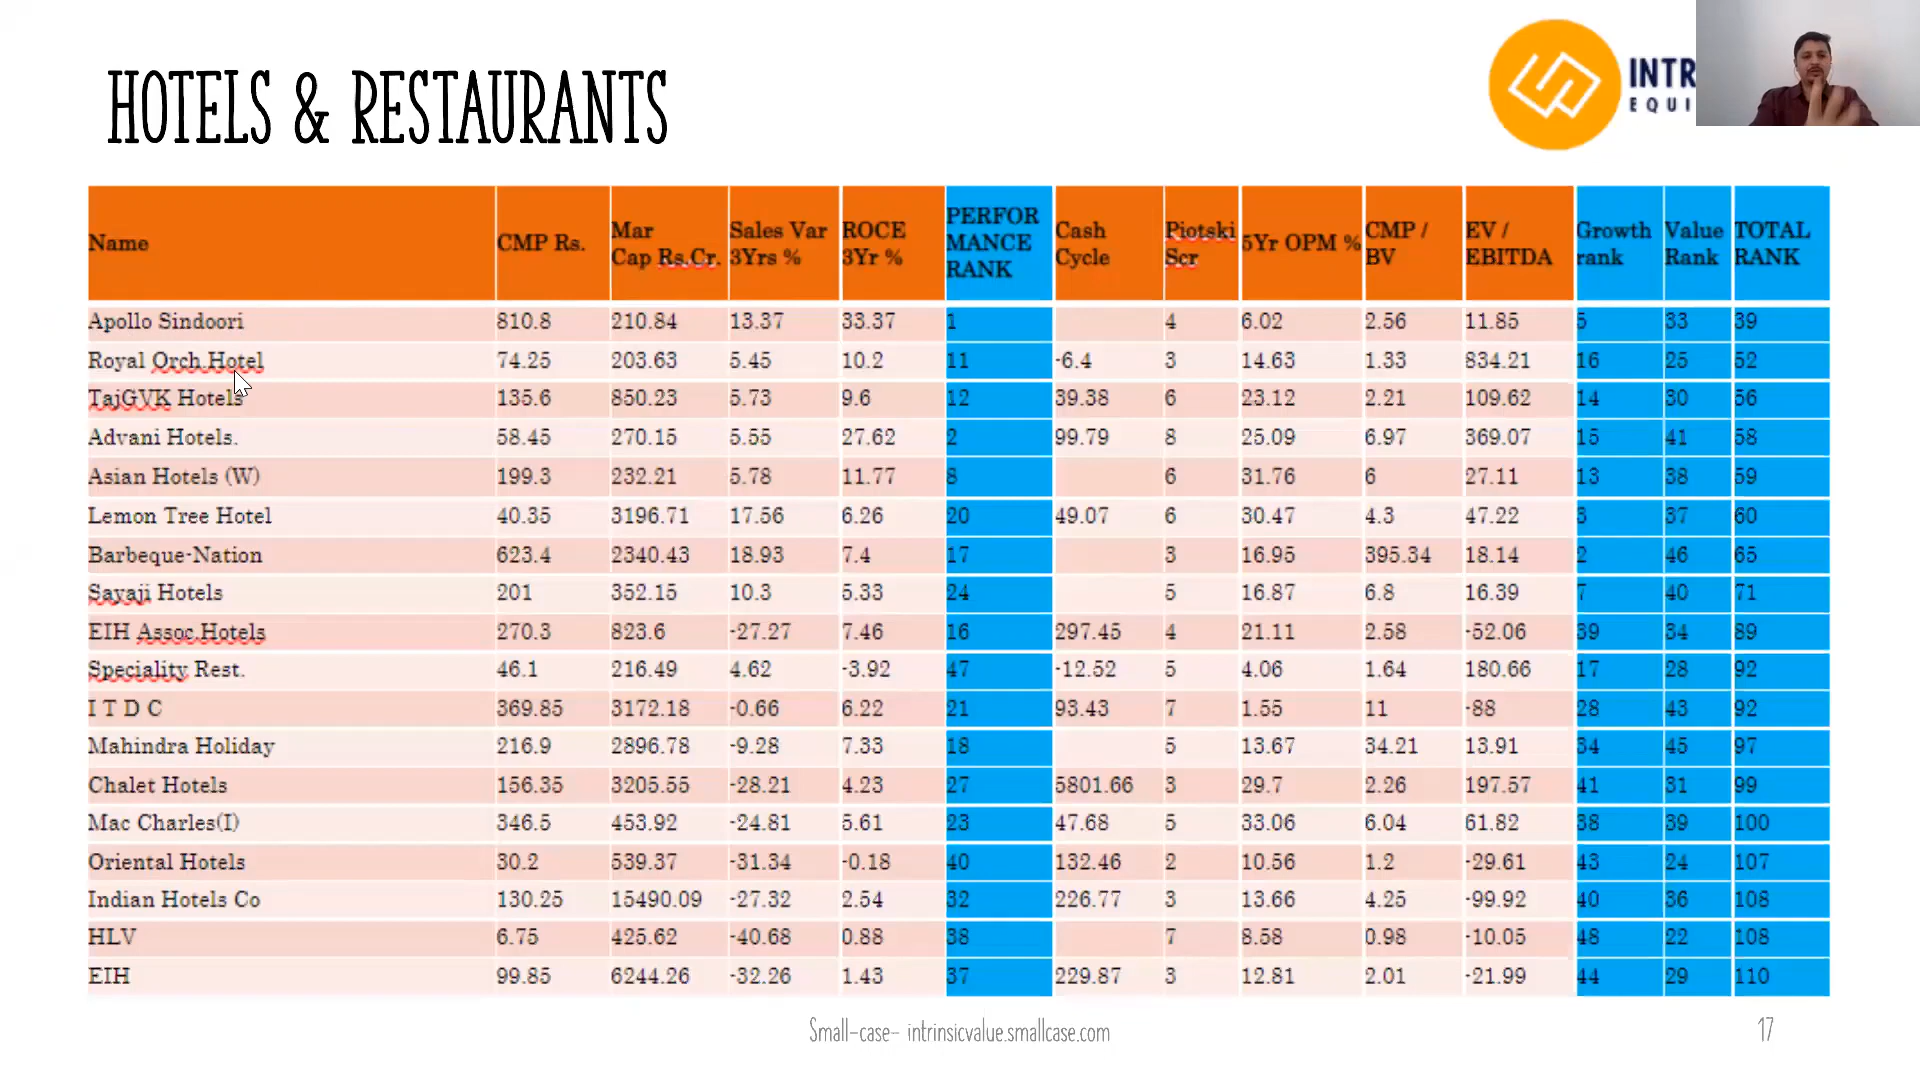 HOTELS & RESTAURANTS
INTR
EQUI
Name CMP Rs. Mar Cap Rs.Cr. Sales Var 3Yrs % ROCE 3Yr % PERFORMANCE RANK Cash Cycle Piotski Scr 5Yr OPM % CMP / BV EV / EBITDA Growth rank Value Rank TOTAL RANK
Apollo Sindoori 810.8 210.84 13.37 33.37 1 4 6.02 2.56 11.85 5 33 39
Royal Orch.Hotel 74.25 203.63 5.45 10.2 11 -6.4 3 14.63 1.33 834.21 16 25 52
TajGVK Hotels 135.6 850.23 5.73 9.6 12 39.38 6 23.12 2.21 109.62 14 30 56
Advani Hotels. 58.45 270.15 5.55 27.62 2 99.79 8 25.09 6.97 369.07 15 41 58
Asian Hotels (W) 199.3 232.21 5.78 11.77 8 6 31.76 6 27.11 13 38 59
Lemon Tree Hotel 40.35 3196.71 17.56 6.26 20 49.07 6 30.47 4.3 47.22 3 37 60
Barbeque-Nation 623.4 2340.43 18.93 7.4 17 3 16.95 395.34 18.14 2 46 65
Sayaji Hotels 201 352.15 10.3 5.33 24 5 16.87 6.8 16.39 7 40 71
EIH Assoc.Hotels 270.3 823.6 -27.27 7.46 16 297.45 4 21.11 2.58 -52.06 39 34 89
Speciality Rest. 46.1 216.49 4.62 -3.92 47 -12.52 5 4.06 1.64 180.66 17 28 92
I T D C 369.85 3172.18 -0.66 6.22 21 93.43 7 1.55 11 -88 28 43 92
Mahindra Holiday 216.9 2896.78 -9.28 7.33 18 5 13.67 34.21 13.91 34 45 97
Chalet Hotels 156.35 3205.55 -28.21 4.23 27 5801.66 3 29.7 2.26 197.57 41 31 99
Mac Charles(I) 346.5 453.92 -24.81 5.61 23 47.68 5 33.06 6.04 61.82 38 39 100
Oriental Hotels 30.2 539.37 -31.34 -0.18 40 132.46 2 10.56 1.2 -29.61 43 24 107
Indian Hotels Co 130.25 15490.09 -27.32 2.54 32 226.77 3 13.66 4.25 -99.92 40 36 108
HLV 6.75 425.62 -40.68 0.88 38 7 8.58 0.98 -10.05 48 22 108
EIH 99.85 6244.26 -32.26 1.43 37 229.87 3 12.81 2.01 -21.99 44 29 110
Small-case- intrinsicvalue.smallcase.com
17